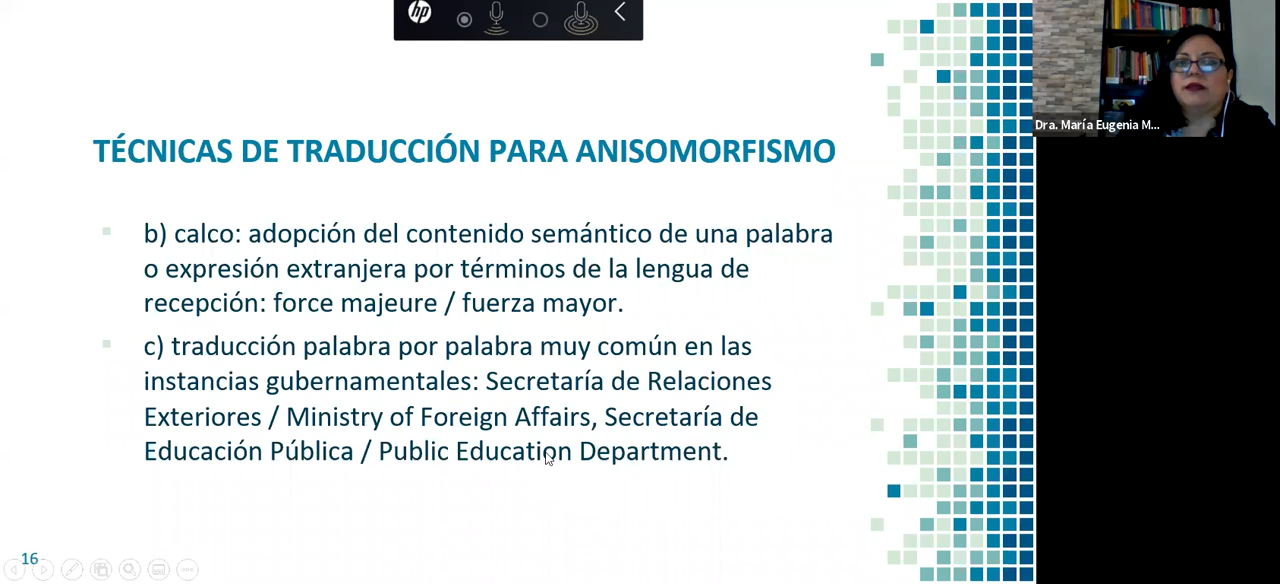 hp
Dra. María Eugenia M...
TÉCNICAS DE TRADUCCIÓN PARA ANISOMORFISMO
b) calco: adopción del contenido semántico de una palabra
o expresión extranjera por términos de la lengua de
recepción: force majeure / fuerza mayor.
c) traducción palabra por palabra muy común en las
instancias gubernamentales: Secretaría de Relaciones
Exteriores / Ministry of Foreign Affairs, Secretaría de
Educación Pública / Public Education Department.
16